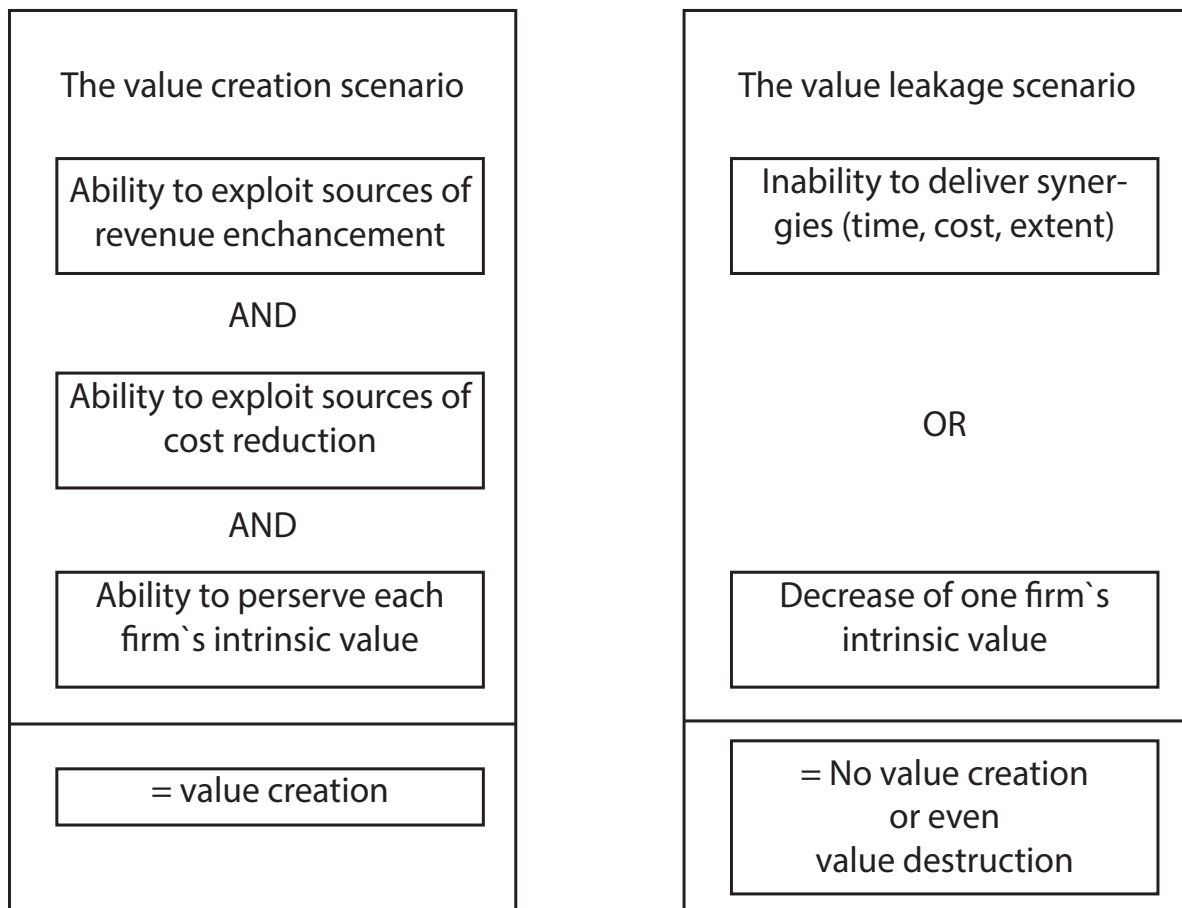 The value creation scenario
Ability to exploit sources of
revenue enchancement
AND
Ability to exploit sources of
cost reduction
AND
Ability to perserve each
firm`s intrinsic value
= value creation
The value leakage scenario
Inability to deliver syner-
gies (time, cost, extent)
OR
Decrease of one firm`s
intrinsic value
= No value creation
or even
value destruction